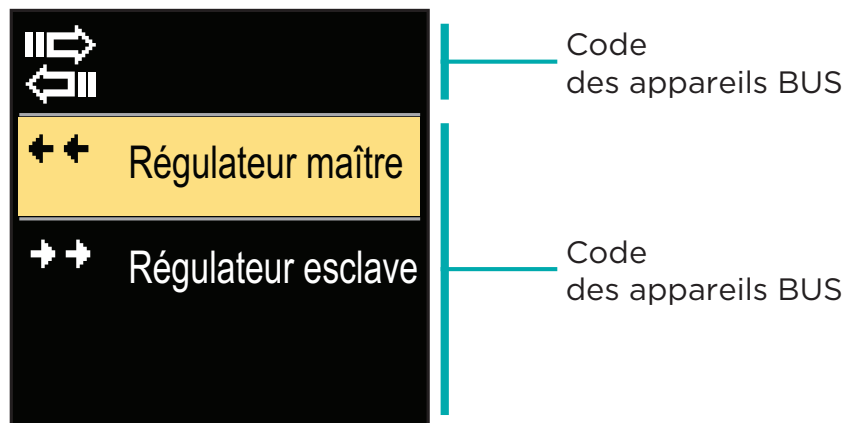 Code
des appareils BUS
Régulateur maître
Régulateur esclave
Code
des appareils BUS